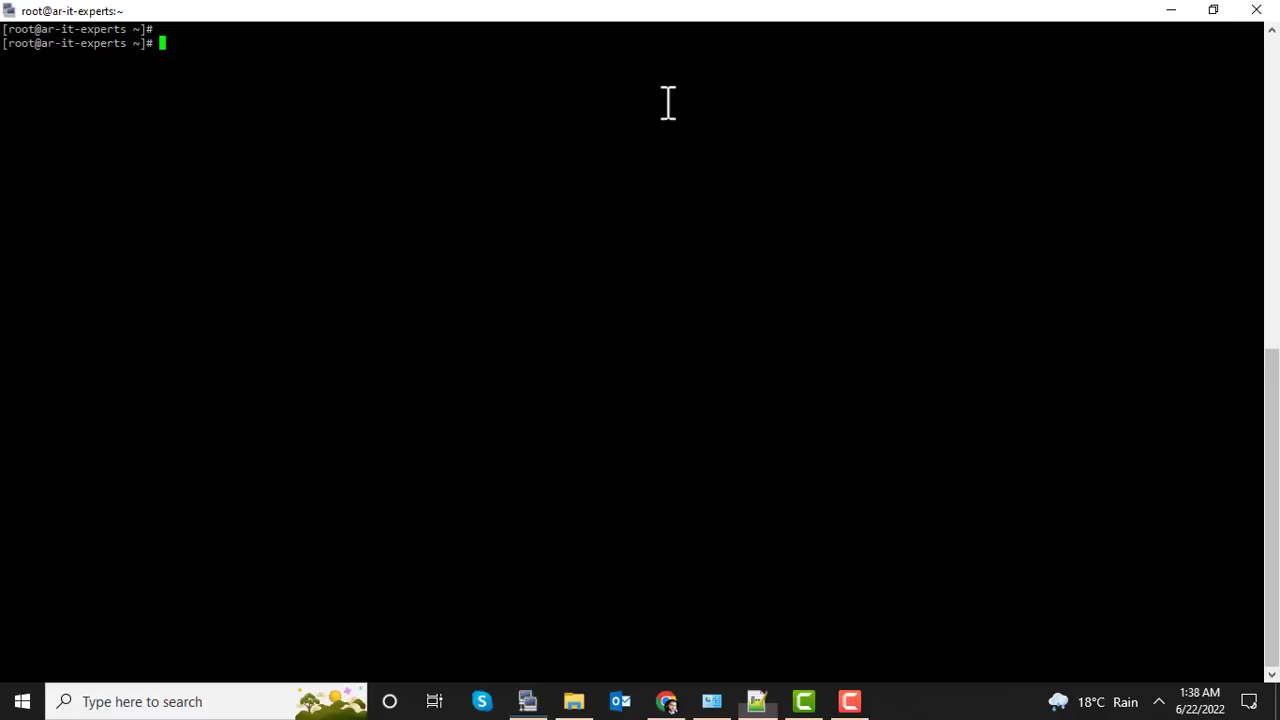 root@ar-it-experts:~
[root@ar-it-experts ~]#
[root@ar-it-experts ~]#
Type here to search
18°C Rain
1:38 AM
6/22/2022